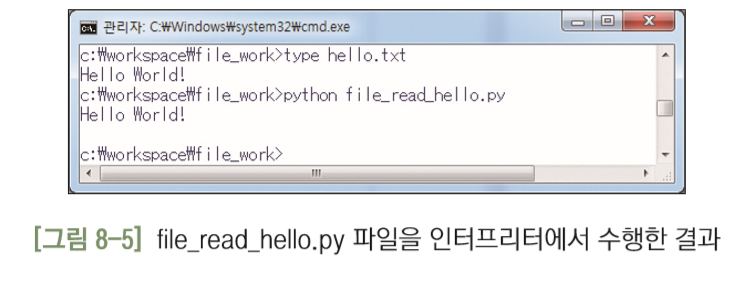 관리자: C:₩Windows₩system32₩cmd.exe
c:₩workspace₩file_work>type hello.txt
Hello World!
c:₩workspace₩file_work>python file_read_hello.py
Hello World!
c:₩workspace₩file_work>
[그림 8-5] file_read_hello.py 파일을 인터프리터에서 수행한 결과